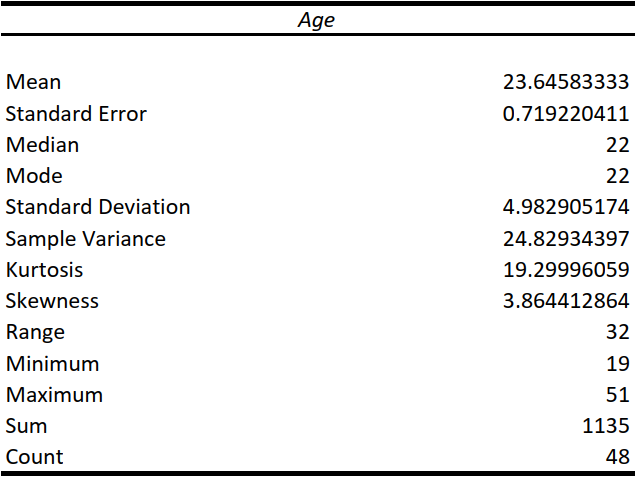 Age
Mean 23.64583333
Standard Error 0.719220411
Median 22
Mode 22
Standard Deviation 4.982905174
Sample Variance 24.82934397
Kurtosis 19.29996059
Skewness 3.864412864
Range 32
Minimum 19
Maximum 51
Sum 1135
Count 48